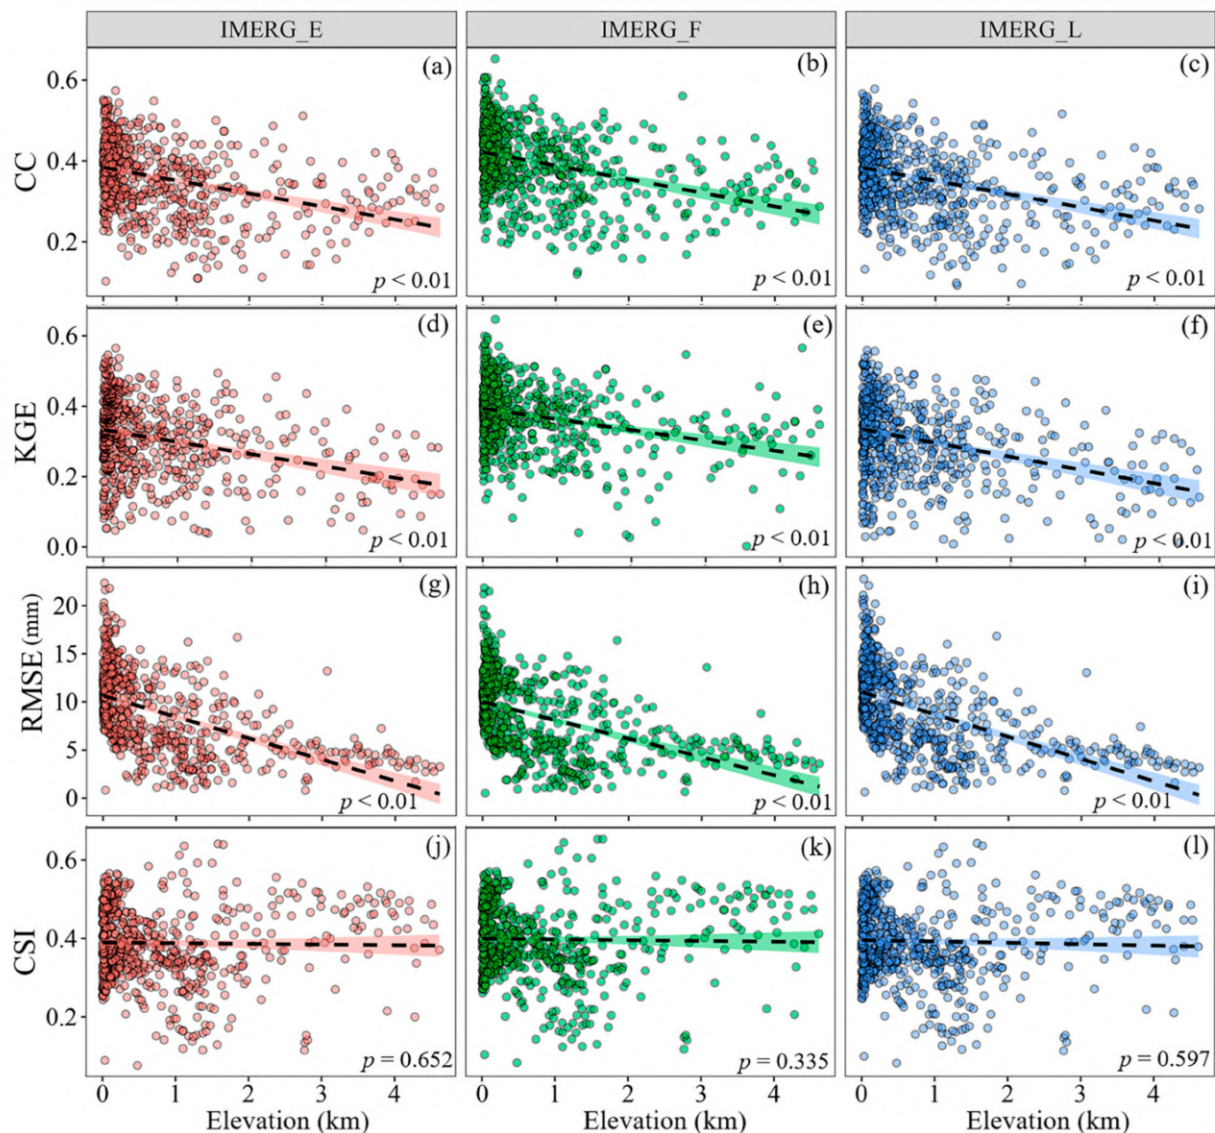 IMERG_E IMERG_F IMERG_L
(a) (b) (c)
CC
0.6
0.4
0.2
p < 0.01 p < 0.01 p < 0.01
(d) (e) (f)
KGE
0.6
0.4
0.2
0.0
p < 0.01 p < 0.01 p < 0.01
(g) (h) (i)
RMSE (mm)
20
15
10
5
0
p < 0.01 p < 0.01 p < 0.01
(j) (k) (l)
CSI
0.6
0.4
0.2
p = 0.652 p = 0.335 p = 0.597
0 1 2 3 4 0 1 2 3 4 0 1 2 3 4
Elevation (km) Elevation (km) Elevation (km)